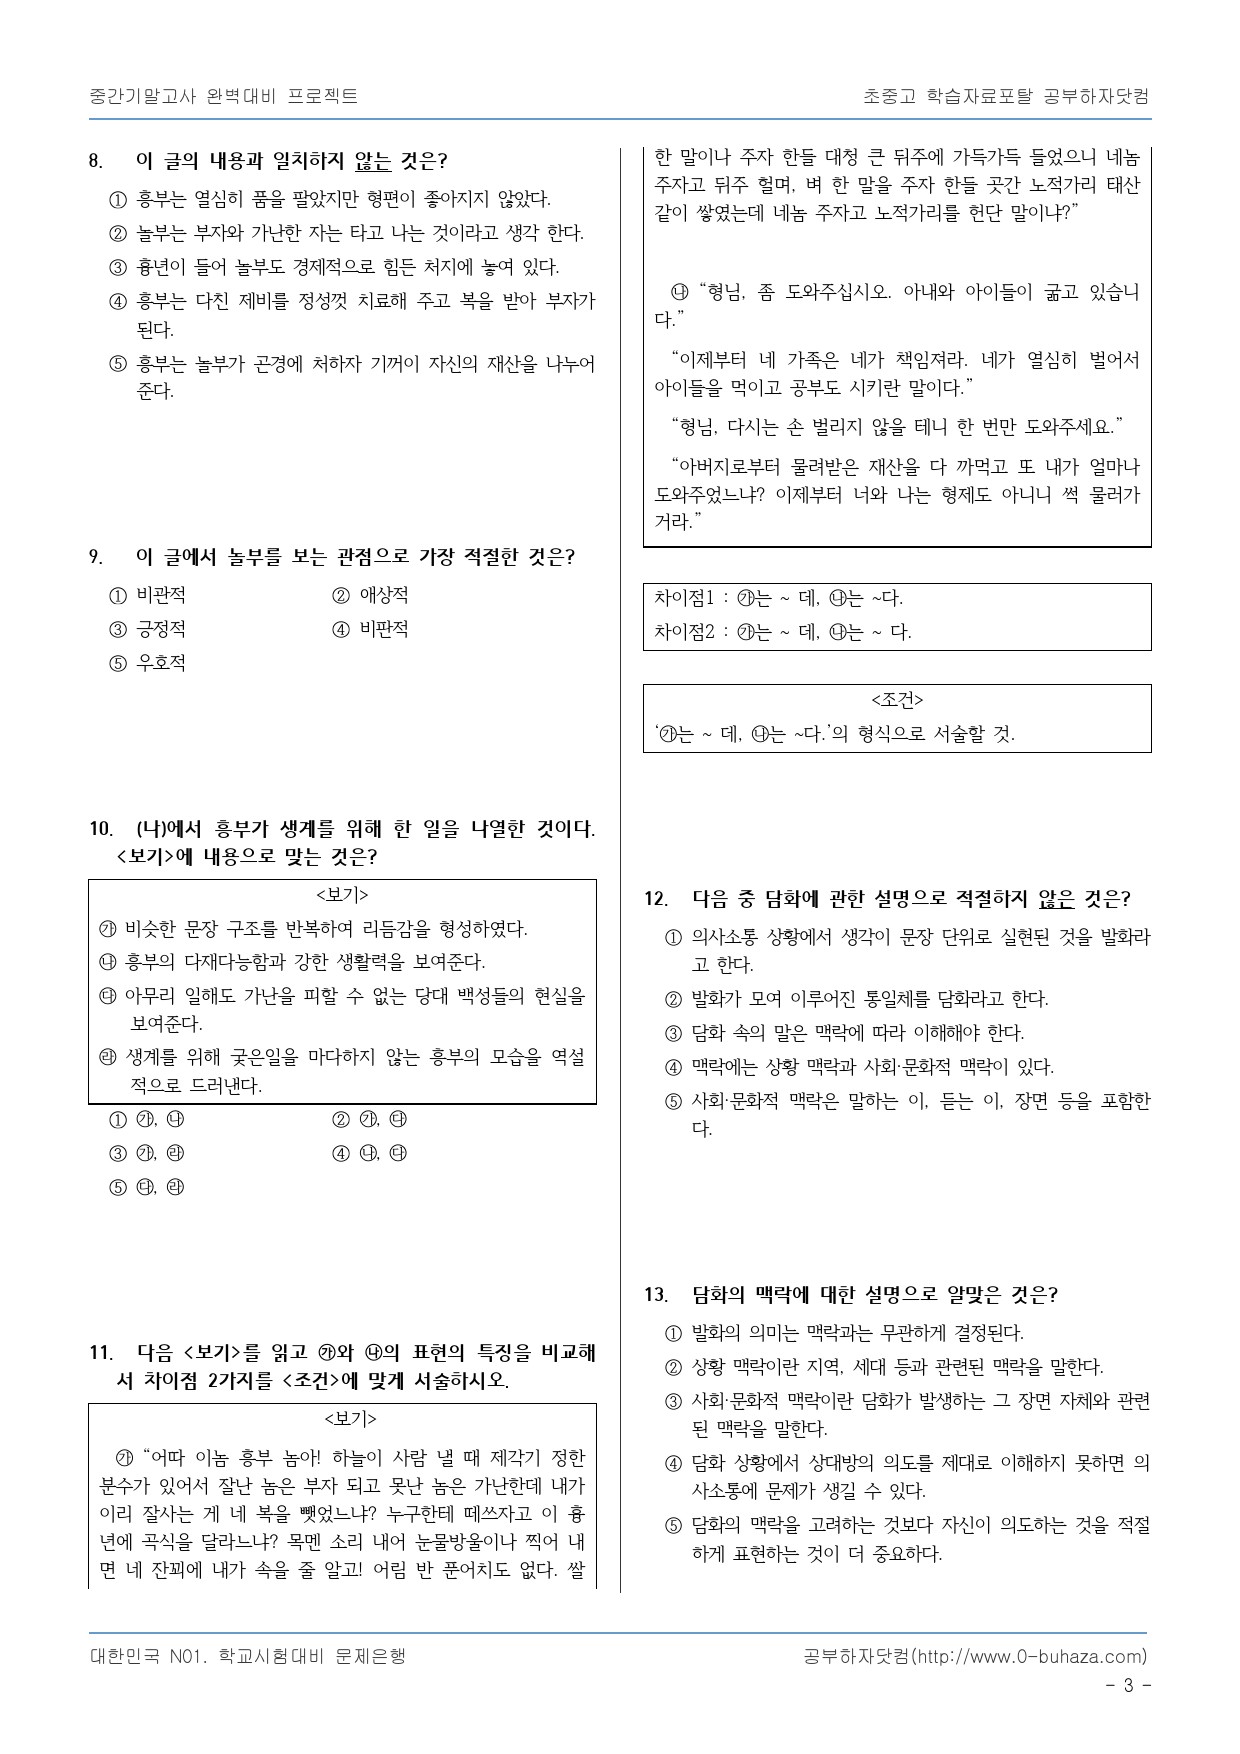 중간기말고사 완벽대비 프로젝트
초중고 학습자료포탈 공부하자닷컴
8. 이 글의 내용과 일치하지 않는 것은?
① 흥부는 열심히 품을 팔았지만 형편이 좋아지지 않았다.
② 놀부는 부자와 가난한 자는 타고 나는 것이라고 생각 한다.
③ 흉년이 들어 놀부도 경제적으로 힘든 처지에 놓여 있다.
④ 흥부는 다친 제비를 정성껏 치료해 주고 복을 받아 부자가
된다.
⑤ 흥부는 놀부가 곤경에 처하자 기꺼이 자신의 재산을 나누어
준다.
9. 이 글에서 놀부를 보는 관점으로 가장 적절한 것은?
① 비관적 ② 애상적
③ 긍정적 ④ 비판적
⑤ 우호적
10. (나)에서 흥부가 생계를 위해 한 일을 나열한 것이다.
<보기>에 내용으로 맞는 것은?
<보기>
㉮ 비슷한 문장 구조를 반복하여 리듬감을 형성하였다.
㉯ 흥부의 다재다능함과 강한 생활력을 보여준다.
㉰ 아무리 일해도 가난을 피할 수 없는 당대 백성들의 현실을
보여준다.
㉱ 생계를 위해 궂은일을 마다하지 않는 흥부의 모습을 역설
적으로 드러낸다.
① ㉮, ㉯ ② ㉮, ㉰
③ ㉮, ㉱ ④ ㉯, ㉰
⑤ ㉰, ㉱
11. 다음 <보기>를 읽고 ㉮와 ㉯의 표현의 특징을 비교해
서 차이점 2가지를 <조건>에 맞게 서술하시오.
<보기>
㉮ “어따 이놈 흥부 놈아! 하늘이 사람 낼 때 제각기 정한
분수가 있어서 잘난 놈은 부자 되고 못난 놈은 가난한데 내가
이리 잘사는 게 네 복을 뺏었느냐? 누구한테 떼쓰자고 이 흉
년에 곡식을 달라느냐? 목멘 소리 내어 눈물방울이나 찍어 내
면 네 잔꾀에 내가 속을 줄 알고! 어림 반 푼어치도 없다. 쌀
한 말이나 주자 한들 대청 큰 뒤주에 가득가득 들었으니 네놈
주자고 뒤주 헐며, 벼 한 말을 주자 한들 곳간 노적가리 태산
같이 쌓였는데 네놈 주자고 노적가리를 헌단 말이냐?”
㉯ “형님, 좀 도와주십시오. 아내와 아이들이 굶고 있습니
다.”
“이제부터 네 가족은 네가 책임져라. 네가 열심히 벌어서
아이들을 먹이고 공부도 시키란 말이다.”
“형님, 다시는 손 벌리지 않을 테니 한 번만 도와주세요.”
“아버지로부터 물려받은 재산을 다 까먹고 또 내가 얼마나
도와주었느냐? 이제부터 너와 나는 형제도 아니니 썩 물러가
거라.”
차이점1 : ㉮는 ~ 데, ㉯는 ~다.
차이점2 : ㉮는 ~ 데, ㉯는 ~ 다.
<조건>
‘㉮는 ~ 데, ㉯는 ~다.’의 형식으로 서술할 것.
12. 다음 중 담화에 관한 설명으로 적절하지 않은 것은?
① 의사소통 상황에서 생각이 문장 단위로 실현된 것을 발화라
고 한다.
② 발화가 모여 이루어진 통일체를 담화라고 한다.
③ 담화 속의 말은 맥락에 따라 이해해야 한다.
④ 맥락에는 상황 맥락과 사회·문화적 맥락이 있다.
⑤ 사회·문화적 맥락은 말하는 이, 듣는 이, 장면 등을 포함한
다.
13. 담화의 맥락에 대한 설명으로 알맞은 것은?
① 발화의 의미는 맥락과는 무관하게 결정된다.
② 상황 맥락이란 지역, 세대 등과 관련된 맥락을 말한다.
③ 사회·문화적 맥락이란 담화가 발생하는 그 장면 자체와 관련
된 맥락을 말한다.
④ 담화 상황에서 상대방의 의도를 제대로 이해하지 못하면 의
사소통에 문제가 생길 수 있다.
⑤ 담화의 맥락을 고려하는 것보다 자신이 의도하는 것을 적절
하게 표현하는 것이 더 중요하다.
대한민국 N01. 학교시험대비 문제은행
공부하자닷컴(http://www.0-buhaza.com)
- 3 -